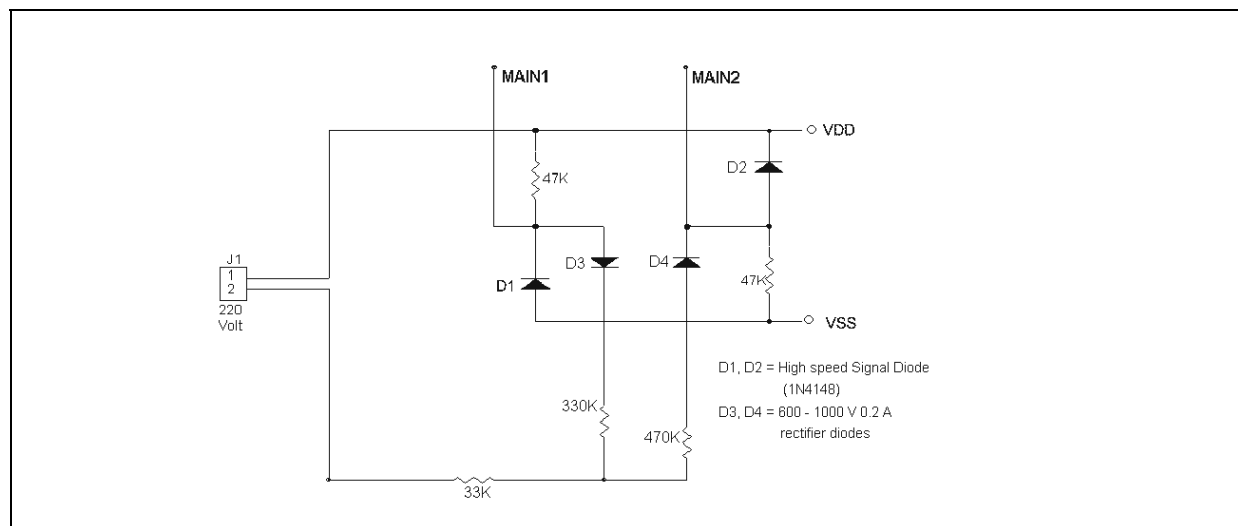 MAIN1
MAIN2
VDD
D2
47K
D3
D4
47K
J1
1
2
220
Volt
D1
VSS
D1, D2 = High speed Signal Diode
(1N4148)
D3, D4 = 600 - 1000 V 0.2 A
rectifier diodes
330K
470K
33K